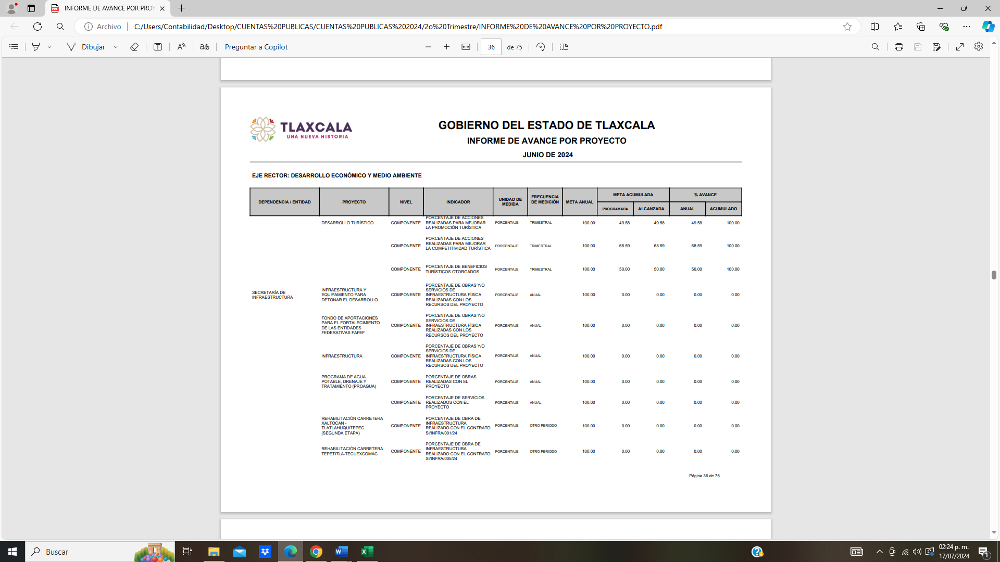 INFORME DE AVANCE POR PROY
Archivo
C:/Users/Contabilidad/Desktop/CUENTAS%20PUBLICAS/CUENTAS%20PUBLICAS%202024/2o%20Trimestre/INFORME%20DE%20AVANCE%20POR%20PROYECTO.pdf
Dibujar
Preguntar a Copilot
36 de 75
TLAXCALA
UNA NUEVA HISTORIA
GOBIERNO DEL ESTADO DE TLAXCALA
INFORME DE AVANCE POR PROYECTO
JUNIO DE 2024
EJE RECTOR: DESARROLLO ECONÓMICO Y MEDIO AMBIENTE
DEPENDENCIA / ENTIDAD
PROYECTO
NIVEL
INDICADOR
UNIDAD DE
MEDIDA
FRECUENCIA
DE MEDICIÓN
META ANUAL
META ACUMULADA
PROGRAMADA
ALCANZADA
% AVANCE
ANUAL
ACUMULADO
DESARROLLO TURÍSTICO
COMPONENTE
PORCENTAJE DE ACCIONES
REALIZADAS PARA MEJORAR
LA PROMOCIÓN TURÍSTICA
PORCENTAJE
TRIMESTRAL
100.00 49.58 49.58 49.58 100.00
COMPONENTE
PORCENTAJE DE ACCIONES
REALIZADAS PARA MEJORAR
LA COMPETITIVIDAD TURÍSTICA
PORCENTAJE
TRIMESTRAL
100.00 68.59 68.59 68.59 100.00
COMPONENTE
PORCENTAJE DE BENEFICIOS
TURÍSTICOS OTORGADOS
PORCENTAJE
TRIMESTRAL
100.00 50.00 50.00 50.00 100.00
SECRETARÍA DE
INFRAESTRUCTURA
INFRAESTRUCTURA Y
EQUIPAMIENTO PARA
DETONAR EL DESARROLLO
COMPONENTE
PORCENTAJE DE OBRAS Y/O
SERVICIOS DE
INFRAESTRUCTURA FÍSICA
REALIZADAS CON LOS
RECURSOS DEL PROYECTO
PORCENTAJE
ANUAL
100.00 0.00 0.00 0.00 0.00
FONDO DE APORTACIONES
PARA EL FORTALECIMIENTO
DE LAS ENTIDADES
FEDERATIVAS FAFEF
COMPONENTE
PORCENTAJE DE OBRAS Y/O
SERVICIOS DE
INFRAESTRUCTURA FÍSICA
REALIZADAS CON LOS
RECURSOS DEL PROYECTO
PORCENTAJE
ANUAL
100.00 0.00 0.00 0.00 0.00
INFRAESTRUCTURA
COMPONENTE
PORCENTAJE DE OBRAS Y/O
SERVICIOS DE
INFRAESTRUCTURA FÍSICA
REALIZADAS CON LOS
RECURSOS DEL PROYECTO
PORCENTAJE
ANUAL
100.00 0.00 0.00 0.00 0.00
PROGRAMA DE AGUA
POTABLE, DRENAJE Y
TRATAMIENTO (PROAGUA)
COMPONENTE
PORCENTAJE DE OBRAS
REALIZADAS CON EL
PROYECTO
PORCENTAJE
ANUAL
100.00 0.00 0.00 0.00 0.00
COMPONENTE
PORCENTAJE DE SERVICIOS
REALIZADOS CON EL
PROYECTO
PORCENTAJE
ANUAL
100.00 0.00 0.00 0.00 0.00
REHABILITACIÓN CARRETERA
XALTOCAN -
TLATLAHUQUITEPEC
(SEGUNDA ETAPA)
COMPONENTE
PORCENTAJE DE OBRA DE
INFRAESTRUCTURA
REALIZADO CON EL CONTRATO
SI/INFRA/001/24
PORCENTAJE
OTRO PERIODO
100.00 0.00 0.00 0.00 0.00
REHABILITACIÓN CARRETERA
TEPETITLA-TECUEXCOMAC
COMPONENTE
PORCENTAJE DE OBRA DE
INFRAESTRUCTURA
REALIZADO CON EL CONTRATO
SI/INFRA/005/24
PORCENTAJE
OTRO PERIODO
100.00 0.00 0.00 0.00 0.00
Página 36 de 75
Buscar
02:24 p. m.
17/07/2024